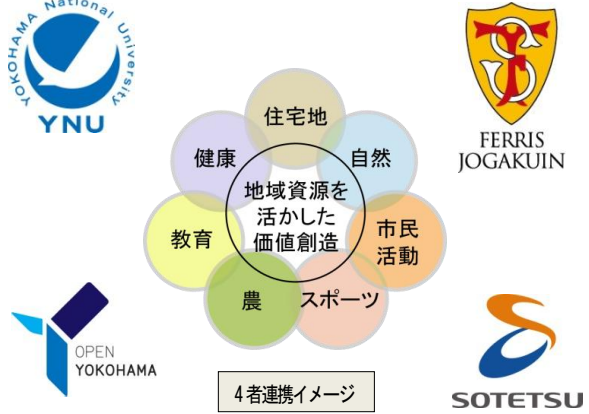 YOKOHAMA National University
YNU
FERRIS
JOGAKUIN
住宅地
健康
自然
地域資源を
活かした
価値創造
教育
市民
活動
農
スポーツ
OPEN
YOKOHAMA
4者連携イメージ
SOTETSU